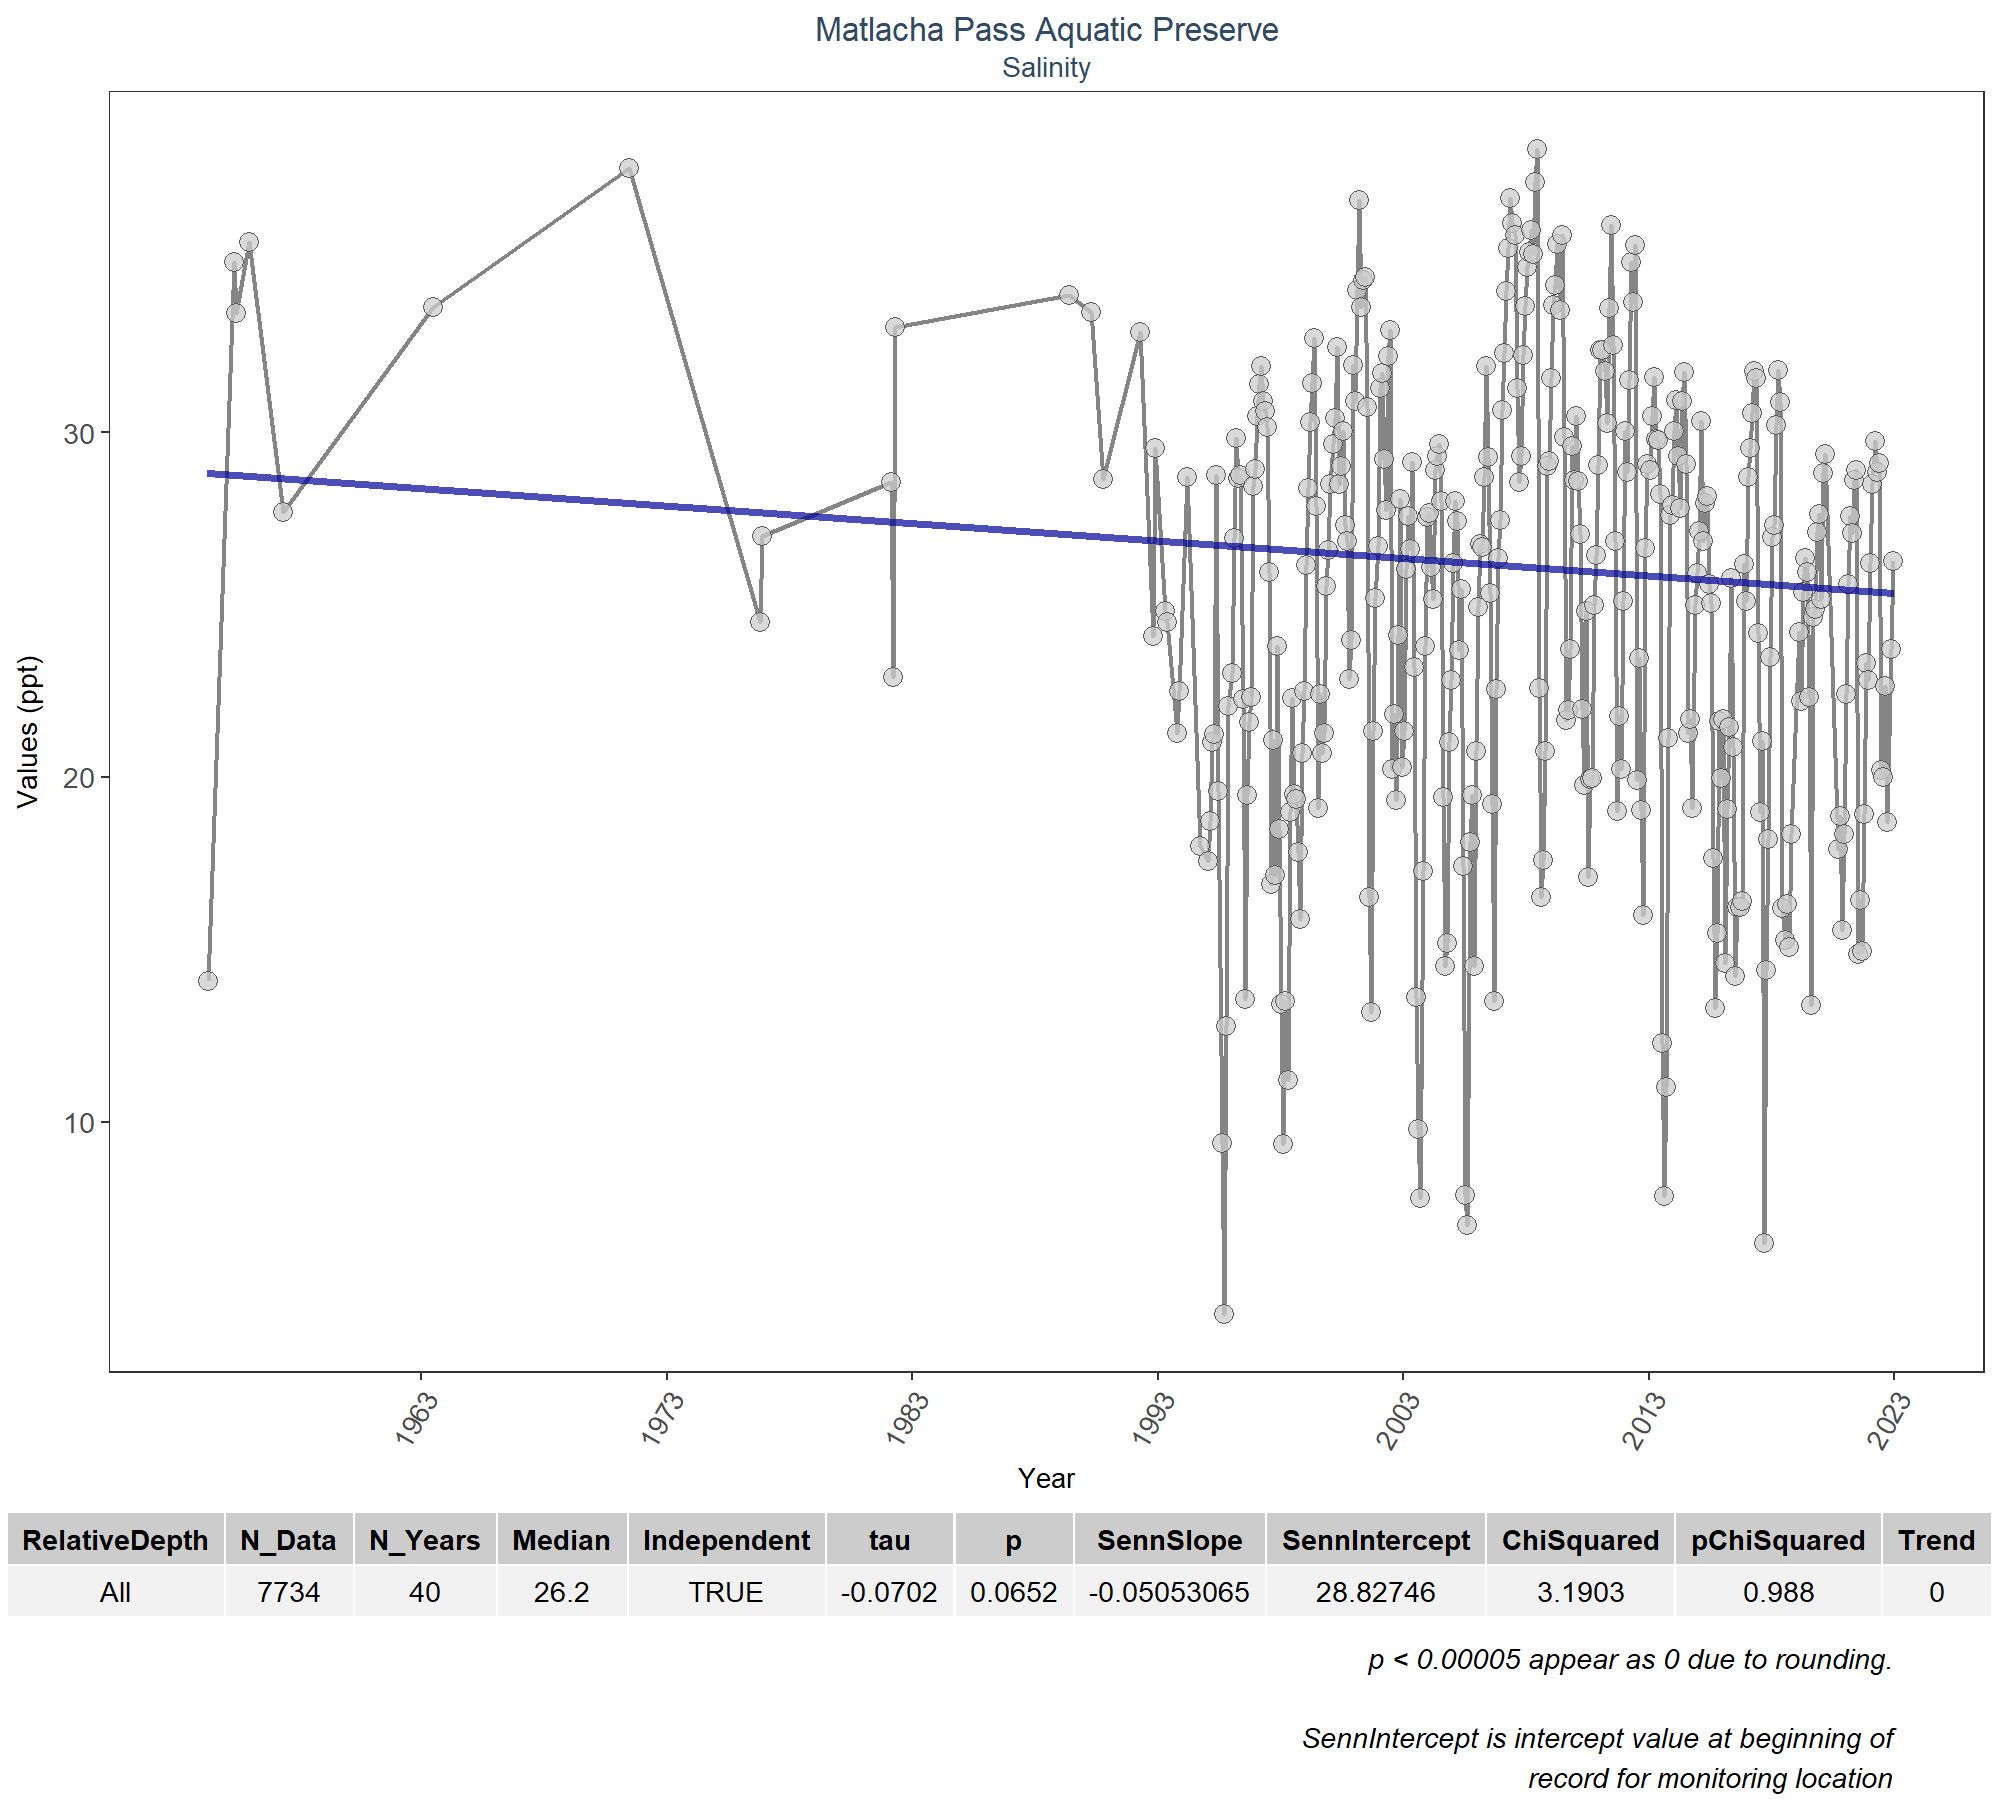 Matlacha Pass Aquatic Preserve
Salinity
Values (ppt)
30
20
10
1963
1973
1983
1993
2003
2013
2023
Year
RelativeDepth N_Data N_Years Median Independent tau p SennSlope SennIntercept ChiSquared pChiSquared Trend
All 7734 40 26.2 TRUE -0.0702 0.0652 -0.05053065 28.82746 3.1903 0.988 0
p < 0.00005 appear as 0 due to rounding.
SennIntercept is intercept value at beginning of
record for monitoring location